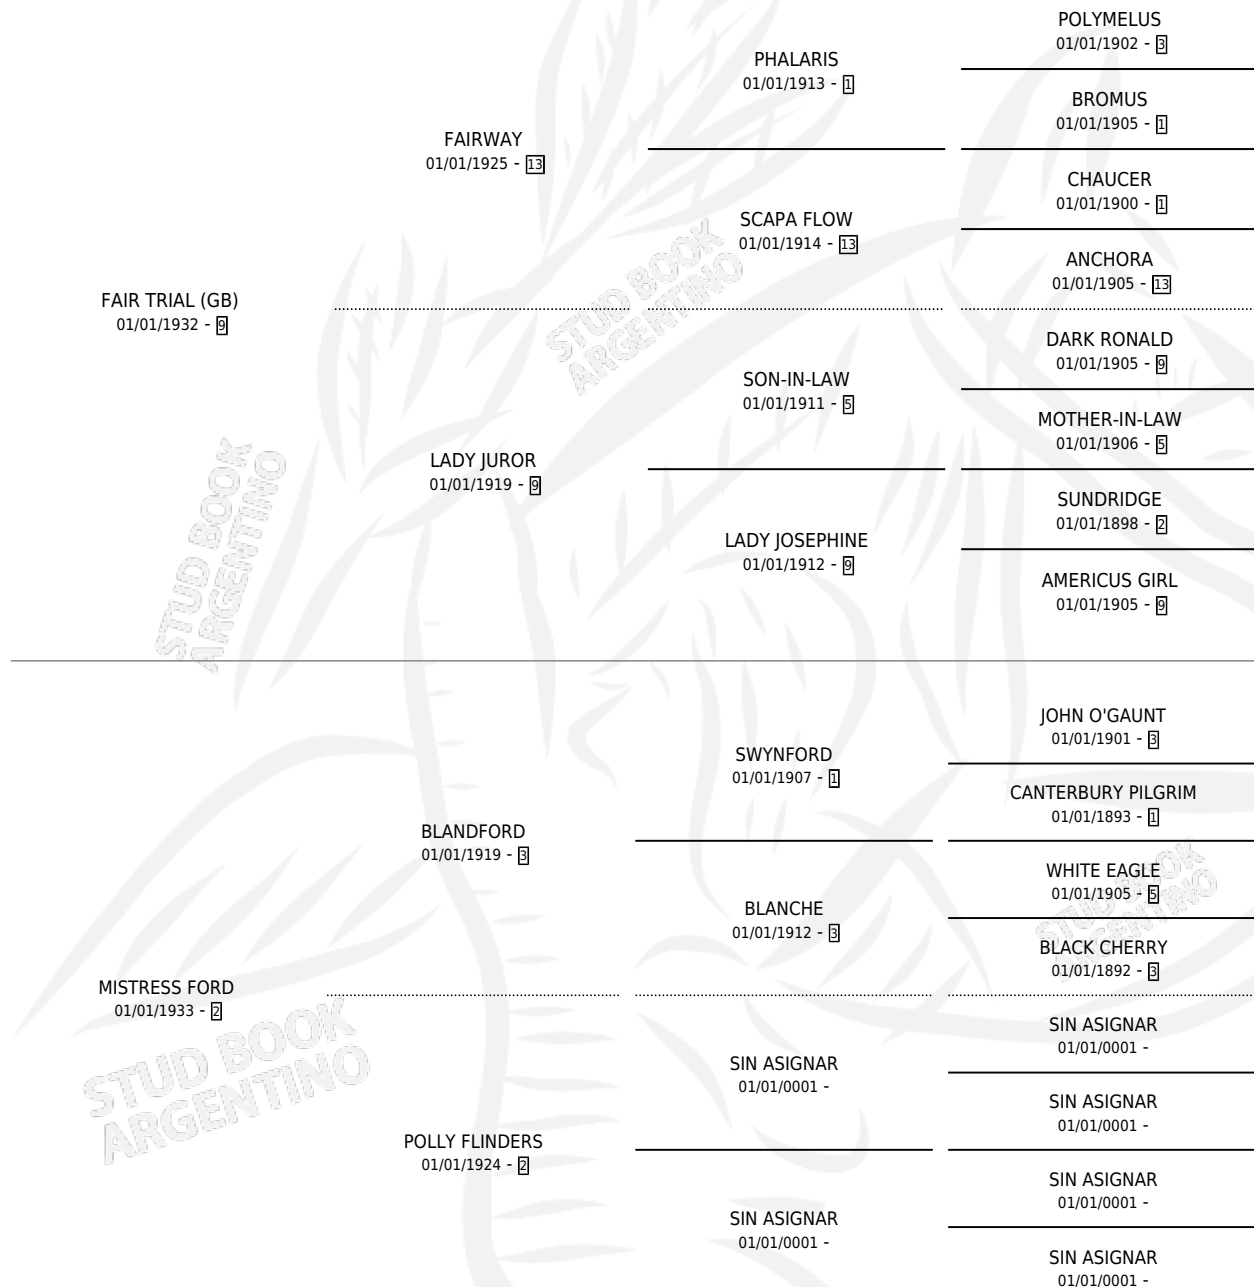 POLYMELUS
01/01/1902 - 3
PHALARIS
01/01/1913 - 1
BROMUS
01/01/1905 - 1
FAIRWAY
01/01/1925 - 13
CHAUCER
01/01/1900 - 1
SCAPA FLOW
01/01/1914 - 13
ANCHORA
01/01/1905 - 13
FAIR TRIAL (GB)
01/01/1932 - 9
DARK RONALD
01/01/1905 - 9
SON-IN-LAW
01/01/1911 - 5
MOTHER-IN-LAW
01/01/1906 - 5
LADY JUROR
01/01/1919 - 9
SUNDRIDGE
01/01/1898 - 2
LADY JOSEPHINE
01/01/1912 - 9
AMERICUS GIRL
01/01/1905 - 9
JOHN O'GAUNT
01/01/1901 - 3
SWYNFORD
01/01/1907 - 1
CANTERBURY PILGRIM
01/01/1893 - 1
BLANDFORD
01/01/1919 - 3
WHITE EAGLE
01/01/1905 - 5
BLANCHE
01/01/1912 - 3
BLACK CHERRY
01/01/1892 - 3
MISTRESS FORD
01/01/1933 - 2
SIN ASIGNAR
01/01/0001 -
SIN ASIGNAR
01/01/0001 -
SIN ASIGNAR
01/01/0001 -
POLLY FLINDERS
01/01/1924 - 2
SIN ASIGNAR
01/01/0001 -
SIN ASIGNAR
01/01/0001 -
SIN ASIGNAR
01/01/0001 -
STUD BOOK
ARGENTINO
STUD BOOK
ARGENTINO
STUD BOOK
ARGENTINO
STUD BOOK
ARGENTINO